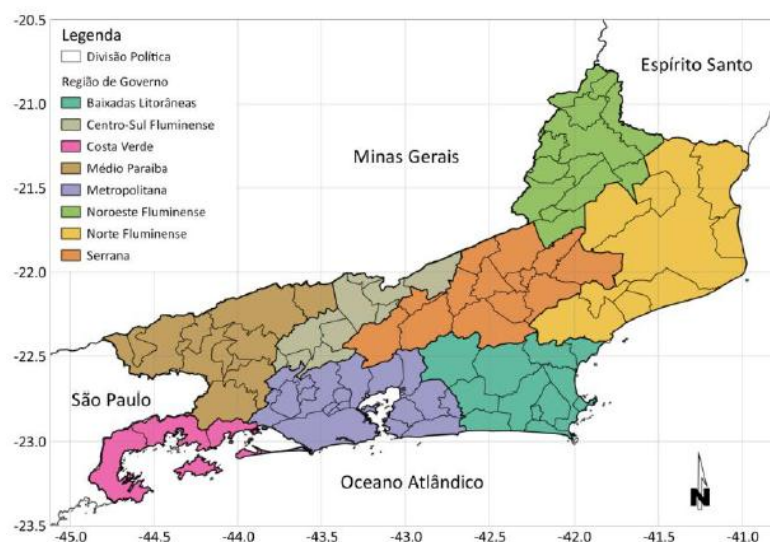 -20.5
-21.0
-21.5
-22.0
-22.5
-23.0
-23.5
Legenda
Divisão Política
Região de Governo
Baixadas Litorâneas
Centro-Sul Fluminense
Costa Verde
Médio Paraiba
Metropolitana
Noroeste Fluminense
Norte Fluminense
Serrana
Espírito Santo
Minas Gerais
São Paulo
Oceano Atlândico
N
-45.0 -44.5 -44.0 -43.5 -43.0 -42.5 -42.0 -41.5 -41.0